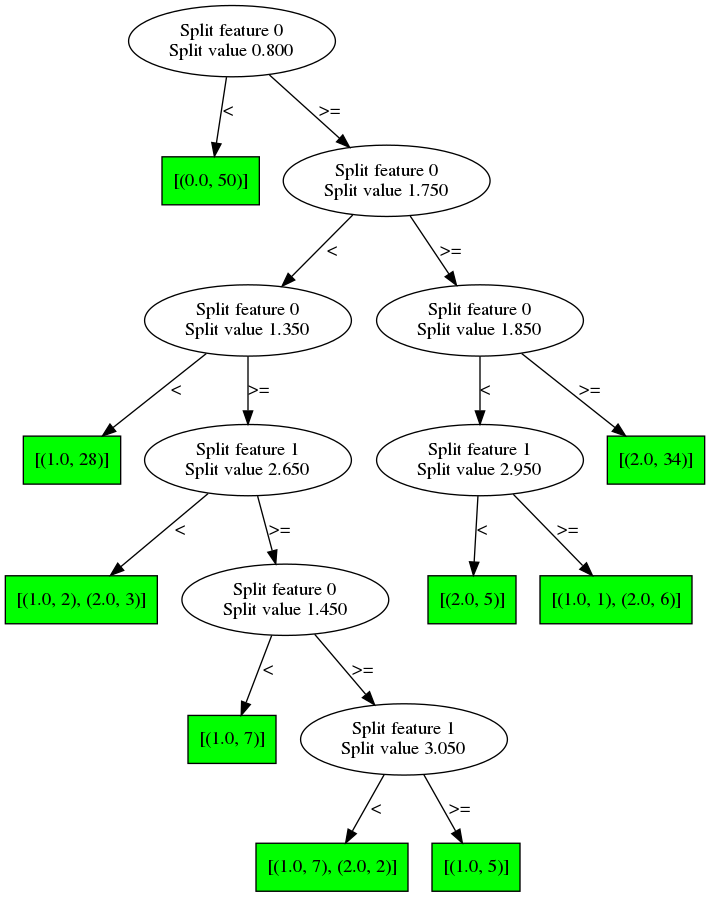 Split feature 0
Split value 0.800
<
>=
[(0.0, 50)]
Split feature 0
Split value 1.750
<
>=
Split feature 0
Split value 1.350
Split feature 0
Split value 1.850
<
>=
<
>=
[(1.0, 28)]
Split feature 1
Split value 2.650
Split feature 1
Split value 2.950
[(2.0, 34)]
<
>=
<
>=
[(1.0, 2), (2.0, 3)]
Split feature 0
Split value 1.450
[(2.0, 5)]
[(1.0, 1), (2.0, 6)]
<
>=
[(1.0, 7)]
Split feature 1
Split value 3.050
<
>=
[(1.0, 7), (2.0, 2)]
[(1.0, 5)]